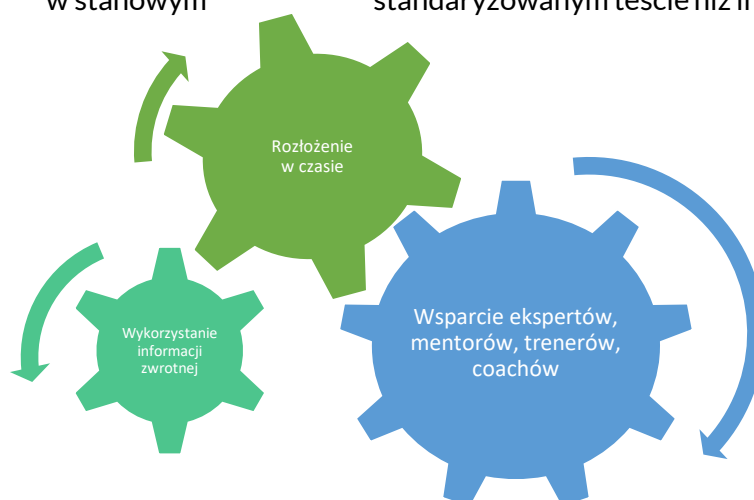 w stanowym
standaryzowanym teście niż
Rozłożenie
w czasie
Wsparcie ekspertów,
mentorów, trenerów,
coachów
Wykorzystanie
informacji
zwrotnej